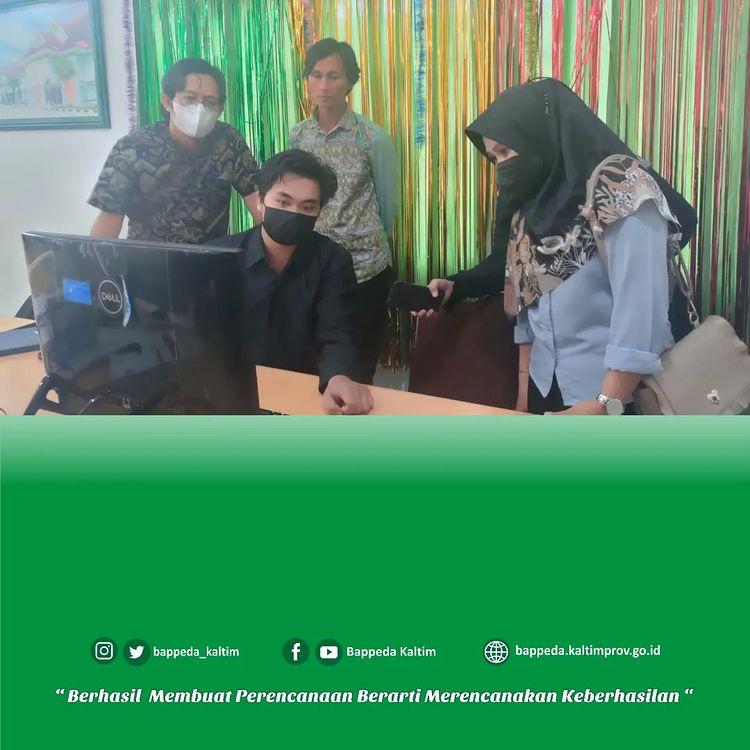 DELL
bappeda_kaltim
Bappeda Kaltim
bappeda.kaltimprov.go.id
“ Berhasil Membuat Perencanaan Berarti Merencanakan Keberhasilan “